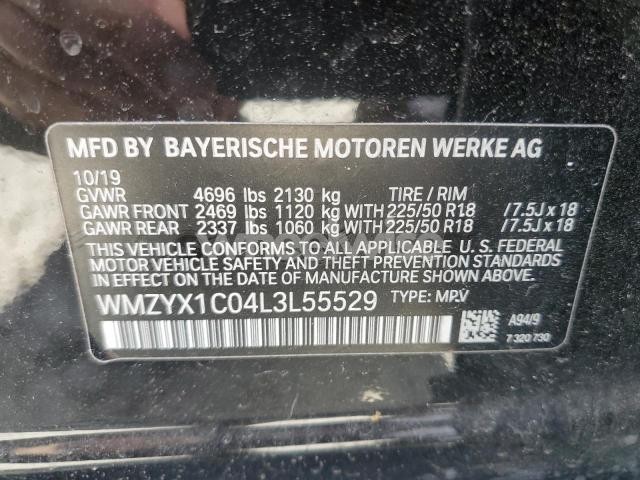 MFD BY BAYERISCHE MOTOREN WERKE AG
10/19
GVWR 4696 lbs 2130 kg TIRE / RIM
GAWR FRONT 2469 lbs 1120 kg WITH 225/50 R18 /7.5J x 18
GAWR REAR 2337 lbs 1060 kg WITH 225/50 R18 /7.5J x 18
THIS VEHICLE CONFORMS TO ALL APPLICABLE U. S. FEDERAL
MOTOR VEHICLE SAFETY AND THEFT PREVENTION STANDARDS
IN EFFECT ON THE DATE OF MANUFACTURE SHOWN ABOVE.
WMZYX1C04L3L55529 TYPE: MPV
A94/9
7 320 730